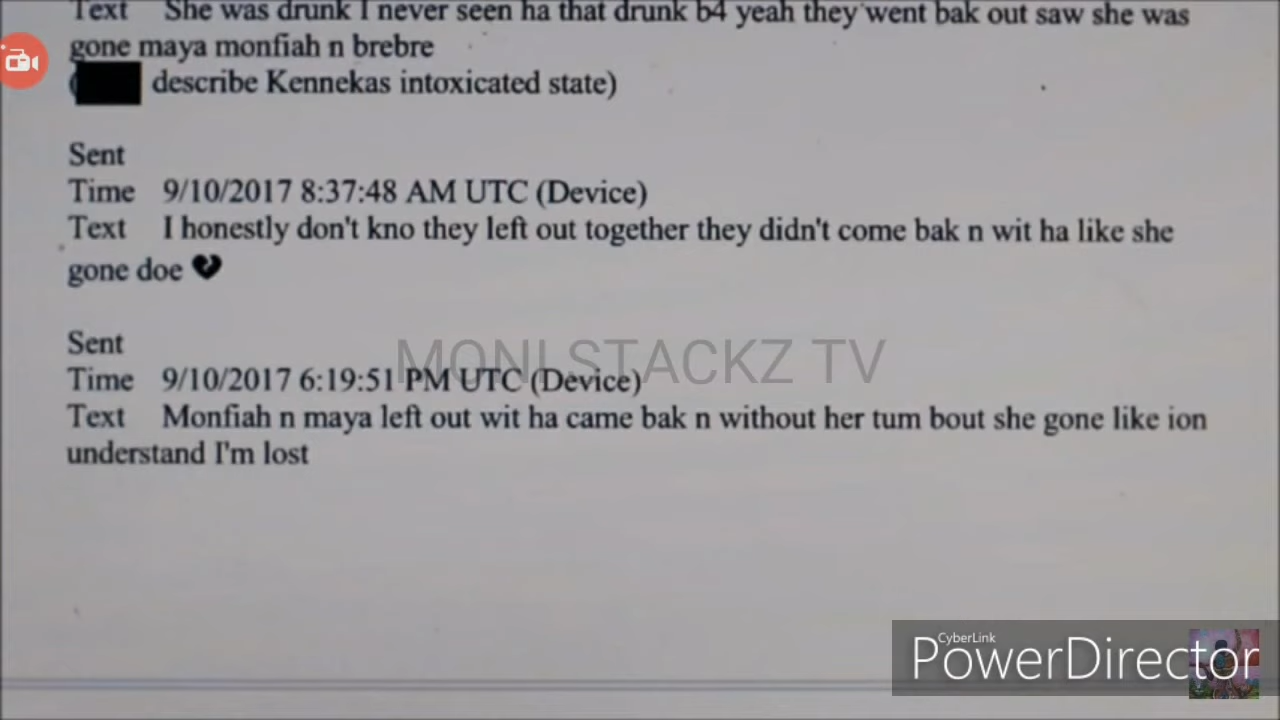 Text She was drunk I never seen ha that drunk b4 yeah they went bak out saw she was
gone maya monfiah n brebre
( describe Kennekas intoxicated state)
Sent
Time 9/10/2017 8:37:48 AM UTC (Device)
Text I honestly don't kno they left out together they didn't come bak n wit ha like she
gone doe 💔
Sent
MONI STACKZ TV
Time 9/10/2017 6:19:51 PM UTC (Device)
Text Monfiah n maya left out wit ha came bak n without her tum bout she gone like ion
understand I'm lost
CyberLink
PowerDirector